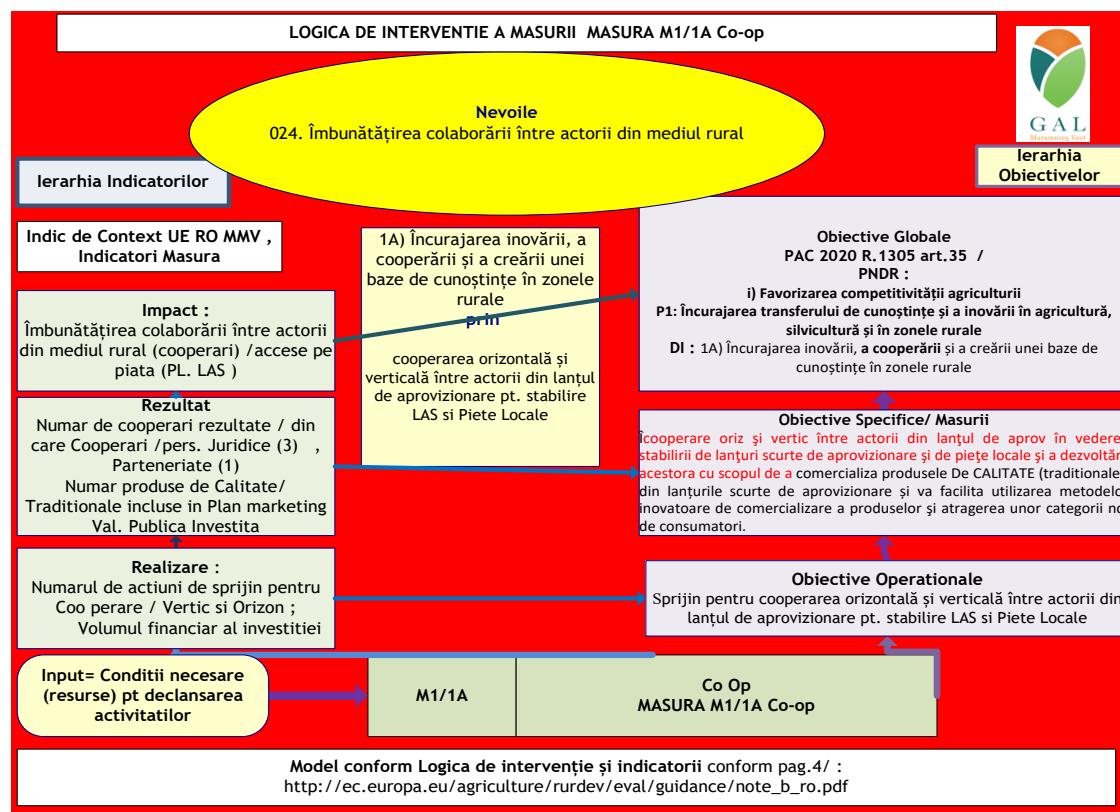 LOGICA DE INTERVENTIE A MASURII MASURA M1/1A Co-op
GAL
Maramureş Voit
Nevoile
024. Îmbunătățirea colaborării între actorii din mediul rural
Ierarhia Indicatorilor
Ierarhia
Obiectivelor
Indic de Context UE RO MMV ,
Indicatori Masura
1A) Încurajarea inovării, a
cooperării și a creării unei
baze de cunoștințe în zonele
rurale
prin
cooperarea orizontală și
verticală între actorii din lanțul
de aprovizionare pt. stabilire
LAS si Piete Locale
Obiective Globale
PAC 2020 R.1305 art.35 /
PNDR :
i) Favorizarea competitivității agriculturii
P1: Încurajarea transferului de cunoștințe și a inovării în agricultură,
silvicultură și în zonele rurale
DI : 1A) Încurajarea inovării, a cooperării și a creării unei baze de
cunoștințe în zonele rurale
Impact :
Îmbunătățirea colaborării între actorii
din mediul rural (cooperari) /accese pe
piata (PL. LAS )
Rezultat
Numar de cooperari rezultate / din
care Cooperari /pers. Juridice (3) ,
Parteneriate (1)
Numar produse de Calitate/
Traditionale incluse in Plan marketing
Val. Publica Investita
Obiective Specifice/ Masurii
Îcooperare oriz şi vertic între actorii din lanţul de aprov în vedere
stabilirii de lanţuri scurte de aprovizionare şi de pieţe locale şi a dezvoltăr
acestora cu scopul de a comercializa produsele De CALITATE (traditionale
din lanțurile scurte de aprovizionare și va facilita utilizarea metodelo
inovatoare de comercializare a produselor şi atragerea unor categorii no
de consumatori.
Realizare :
Numarul de actiuni de sprijin pentru
Coo perare / Vertic si Orizon ;
Volumul financiar al investitiei
Obiective Operationale
Sprijin pentru cooperarea orizontală și verticală între actorii din
lanțul de aprovizionare pt. stabilire LAS si Piete Locale
Input= Conditii necesare
(resurse) pt declansarea
activitatilor
M1/1A
Co Op
MASURA M1/1A Co-op
Model conform Logica de intervenție și indicatorii conform pag.4/ :
http://ec.europa.eu/agriculture/rurdev/eval/guidance/note_b_ro.pdf